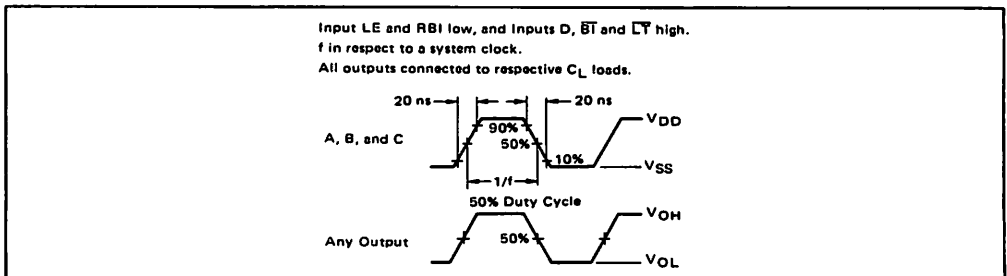 Input LE and RBI low, and Inputs D, B̅I̅ and L̅T̅ high.
f in respect to a system clock.
All outputs connected to respective CL loads.
20 ns
20 ns
A, B, and C
90%
50%
10%
VDD
VSS
1/f
50% Duty Cycle
Any Output
50%
VOH
VOL